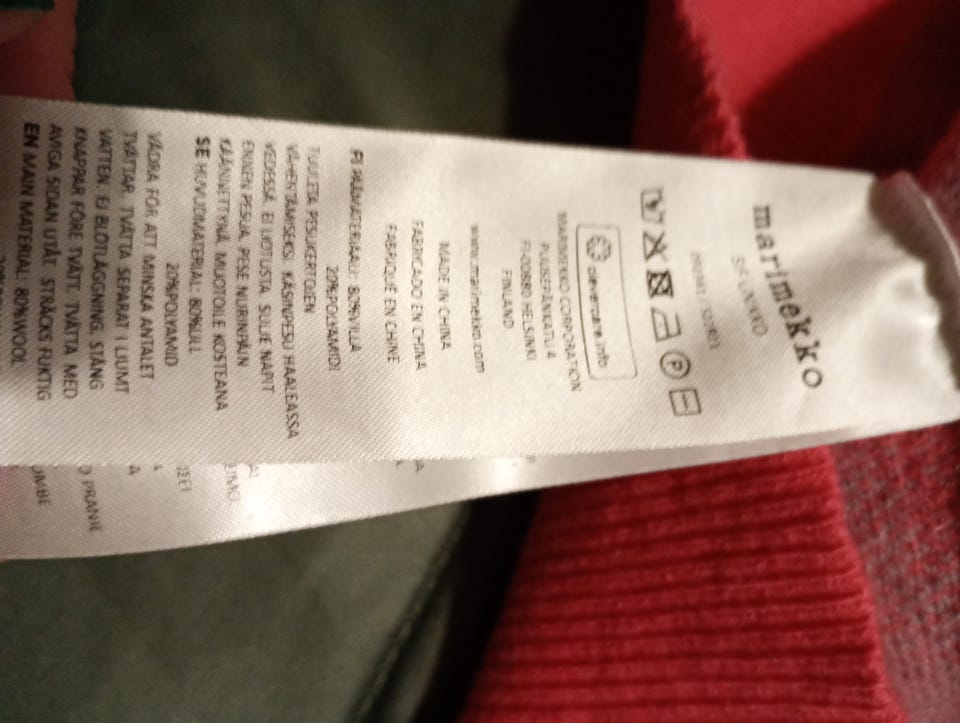 marimekko
SF UNIKKO
clevercare.info
MARIMEKKO CORPORATION
PUUSEPÄNKATU 4
FI-00880 HELSINKI
FINLAND
www.marimekko.com
MADE IN CHINA
FABRICADO EN CHINA
FABRIQUÉ EN CHINE
FI PÄÄMATERIAALI: 80%VILLA
20%POLYAMIDI
TUULETA PESUKERTOJEN
VÄHENTÄMISEKSI. KÄSINPESU HAALEASSA
VEDESSÄ. EI LIOTUSTA. SULJE NAPIT
ENNEN PESUA. PESE NURINPÄIN
KÄÄNNETTYNÄ. MUOTOILE KOSTEANA
SE HUVUDMATERIAL: 80%ULL
20%POLYAMID
VÄDRA FÖR ATT MINSKA ANTALET
TVÄTTAR. TVÄTTA SEPARAT I LJUMT
VATTEN. EJ BLÖTLÄGGNING. STÄNG
KNAPPAR FÖRE TVÄTT. TVÄTTA MED
AVIGA SIDAN UTÅT. STRÄCKS FUKTIG
EN MAIN MATERIAL: 80%WOOL
PRANIE